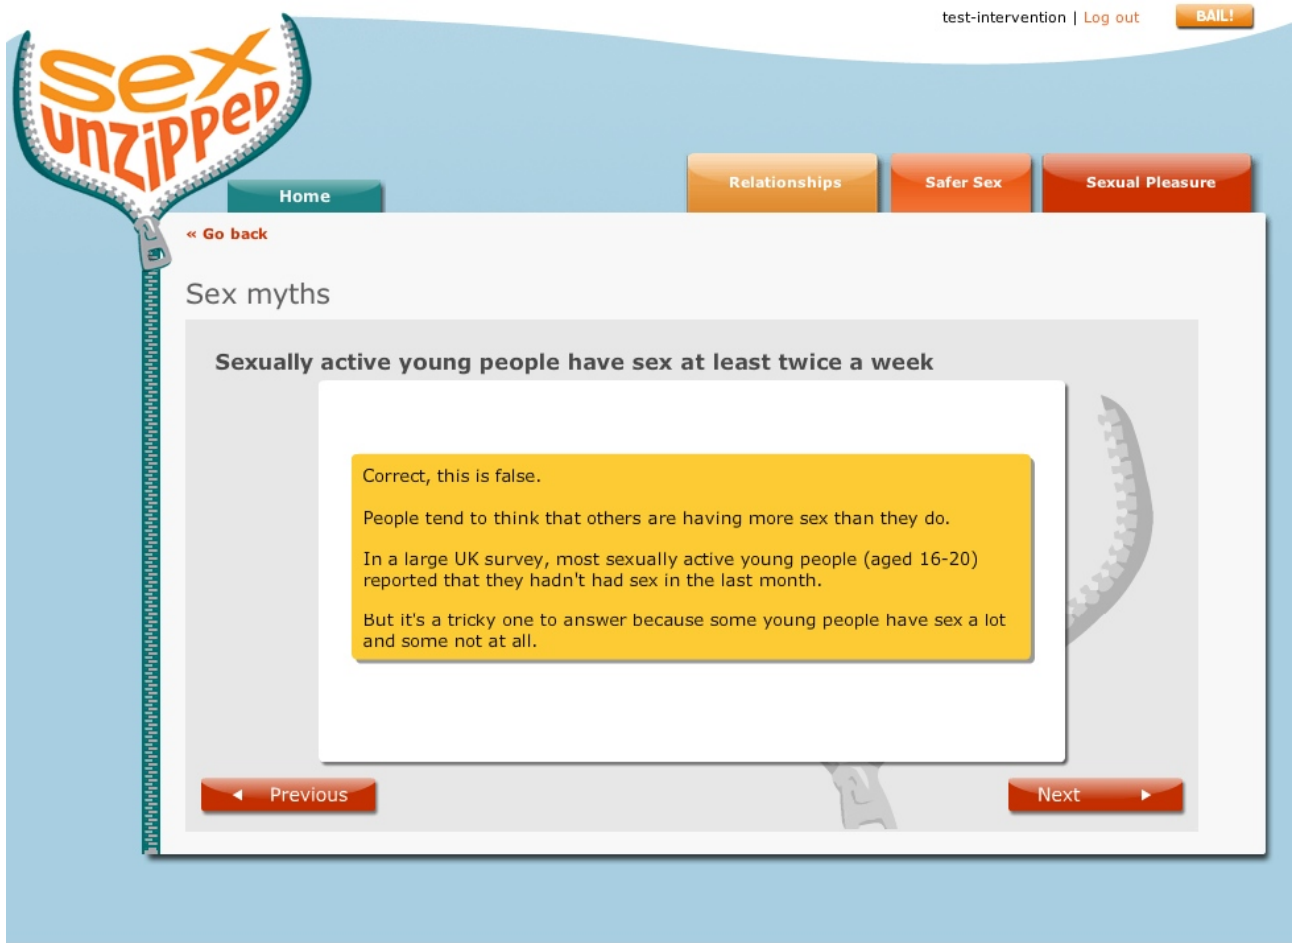 test-intervention | Log out
BAIL!
sex
unzipped
Home
Relationships
Safer Sex
Sexual Pleasure
« Go back
Sex myths
Sexually active young people have sex at least twice a week
Correct, this is false.
People tend to think that others are having more sex than they do.
In a large UK survey, most sexually active young people (aged 16-20)
reported that they hadn't had sex in the last month.
But it's a tricky one to answer because some young people have sex a lot
and some not at all.
Previous
Next